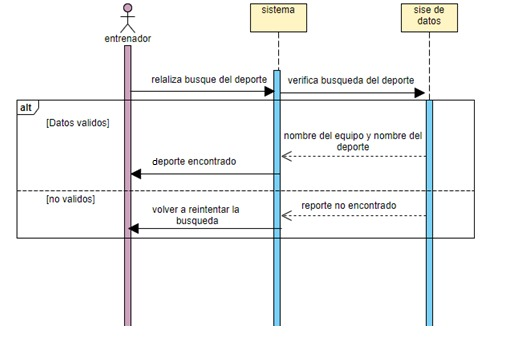 entrenador
sistema
sise de
datos
relaliza busque del deporte
verifica busqueda del deporte
alt
[Datos validos]
nombre del equipo y nombre del
deporte
deporte encontrado
[no validos]
reporte no encontrado
volver a reintentar la
busqueda